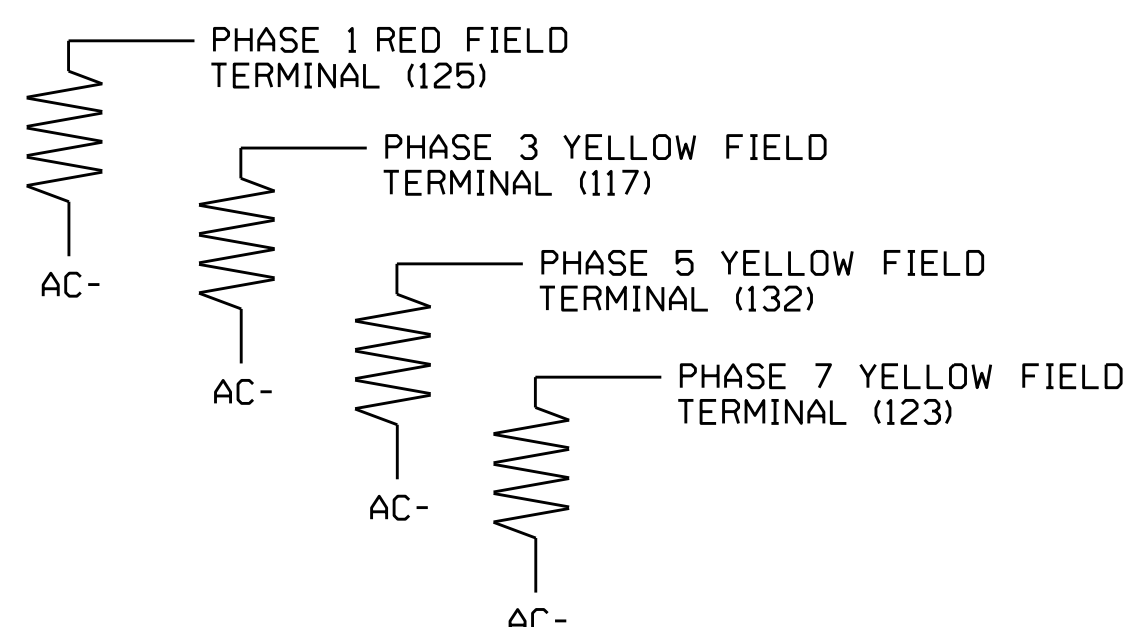 PHASE 1 RED FIELD
TERMINAL (125)
AC-
PHASE 3 YELLOW FIELD
TERMINAL (117)
AC-
PHASE 5 YELLOW FIELD
TERMINAL (132)
AC-
PHASE 7 YELLOW FIELD
TERMINAL (123)
AC-